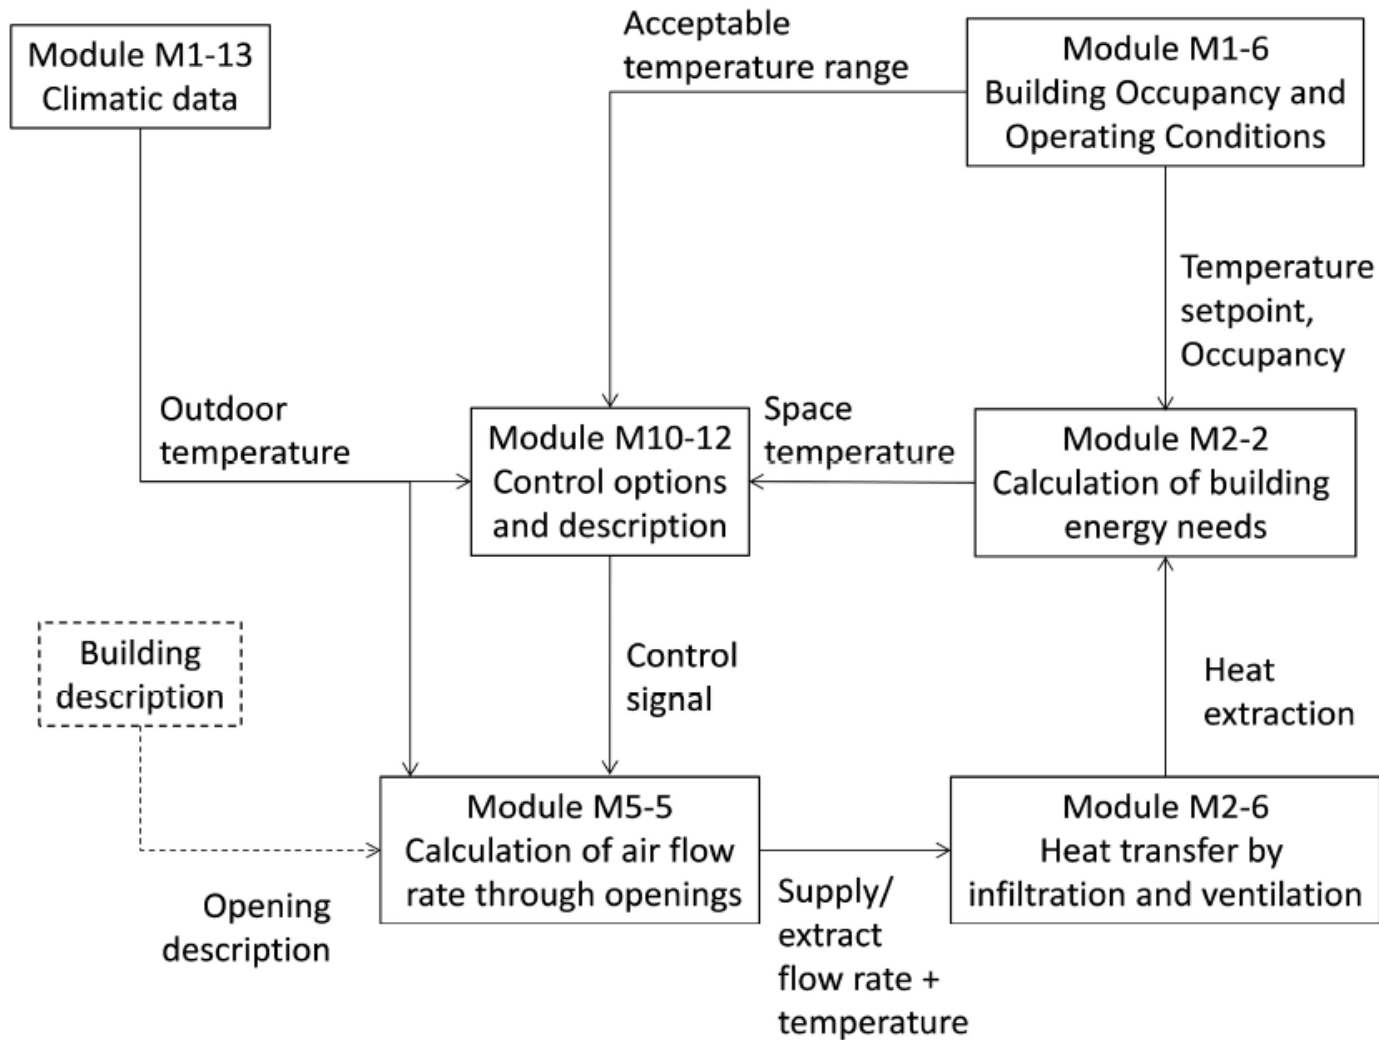 Module M1-13
Climatic data
Acceptable
temperature range
Module M1-6
Building Occupancy and
Operating Conditions
Temperature
setpoint,
Occupancy
Outdoor
temperature
Module M10-12
Control options
and description
Space
temperature
Module M2-2
Calculation of building
energy needs
Building
description
Control
signal
Heat
extraction
Opening
description
Module M5-5
Calculation of air flow
rate through openings
Supply/
extract
flow rate +
temperature
Module M2-6
Heat transfer by
infiltration and ventilation